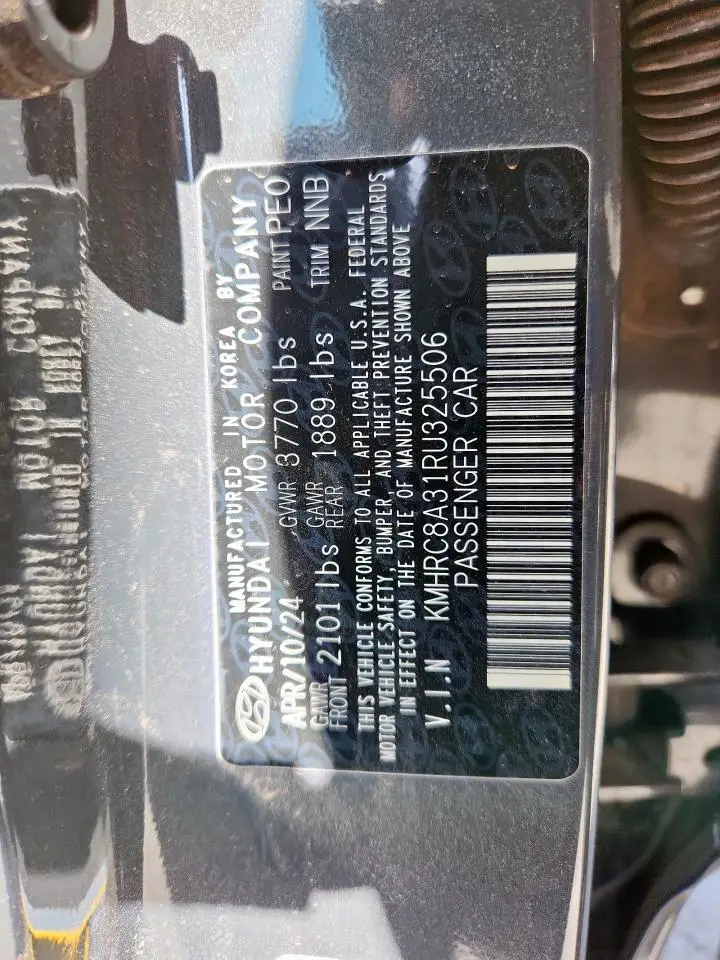 MANUFACTURED IN KOREA BY
HYUNDAI MOTOR COMPANY
APR/10/24 GVWR 3770 lbs PAINT PEO
GAWR FRONT 2101 lbs GAWR REAR 1889 lbs TRIM NNB
THIS VEHICLE CONFORMS TO ALL APPLICABLE U.S.A. FEDERAL
MOTOR VEHICLE SAFETY, BUMPER, AND THEFT PREVENTION STANDARDS
IN EFFECT ON THE DATE OF MANUFACTURE SHOWN ABOVE
V.I.N KMHRC8A31RU325506
PASSENGER CAR